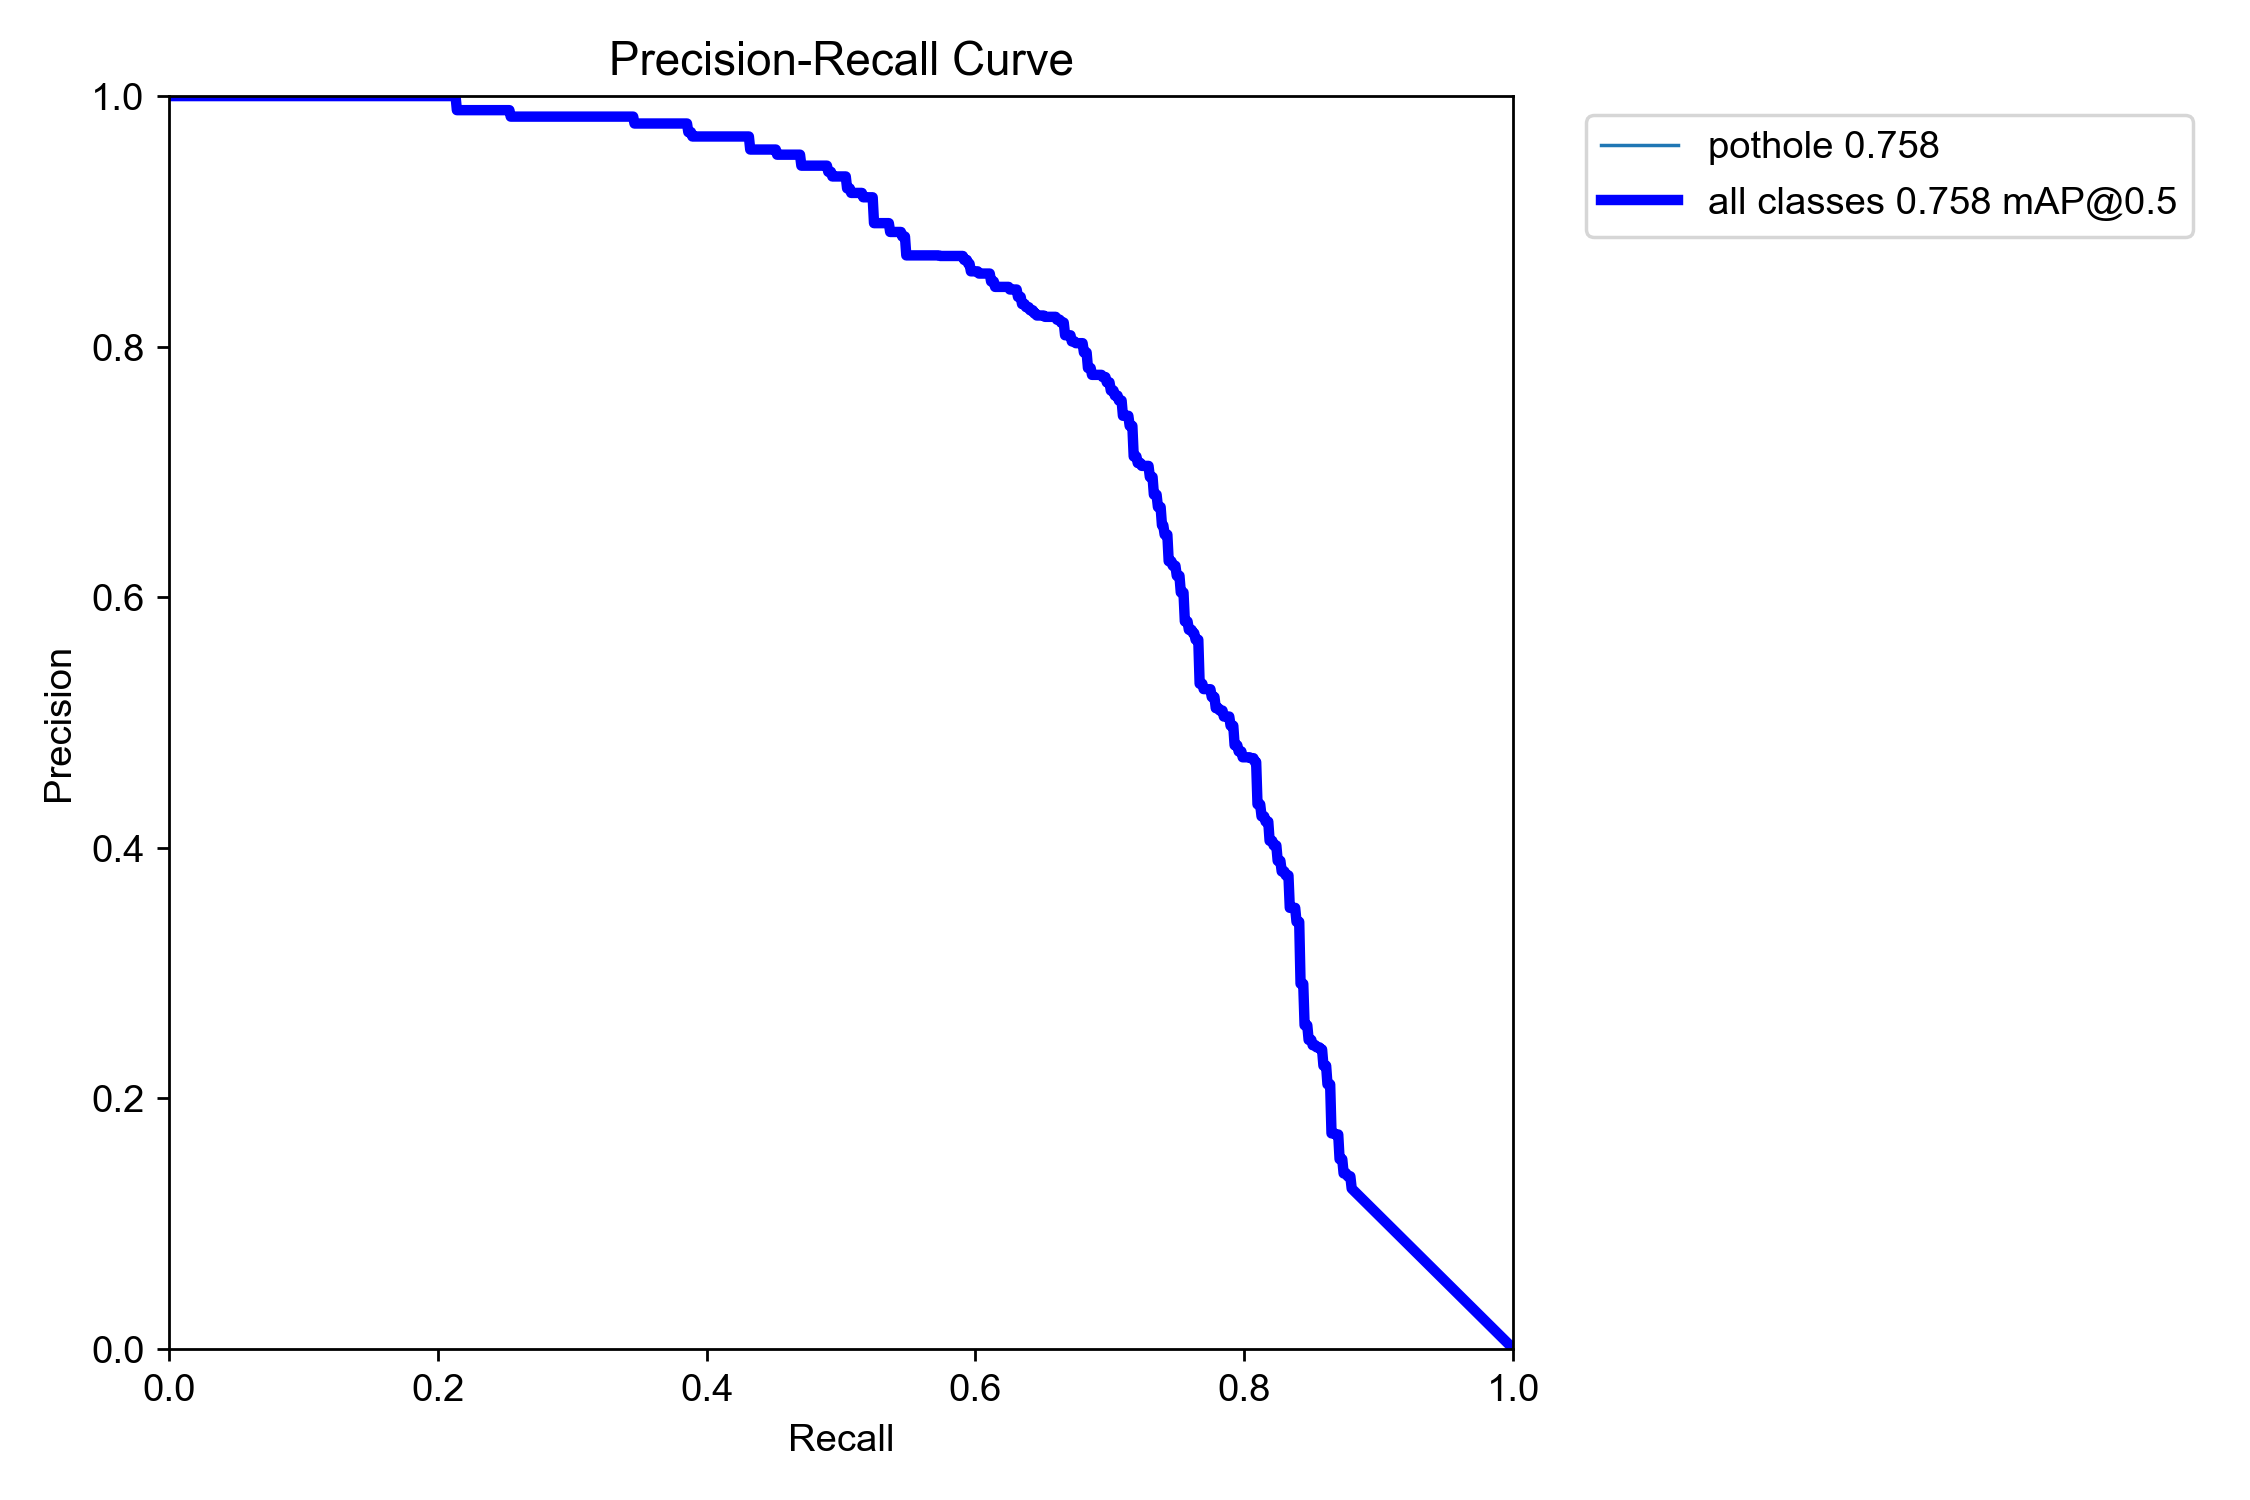 Precision-Recall Curve
1.0
0.8
0.6
0.4
0.2
0.0
Precision
0.0 0.2 0.4 0.6 0.8 1.0
Recall
pothole 0.758
all classes 0.758 mAP@0.5